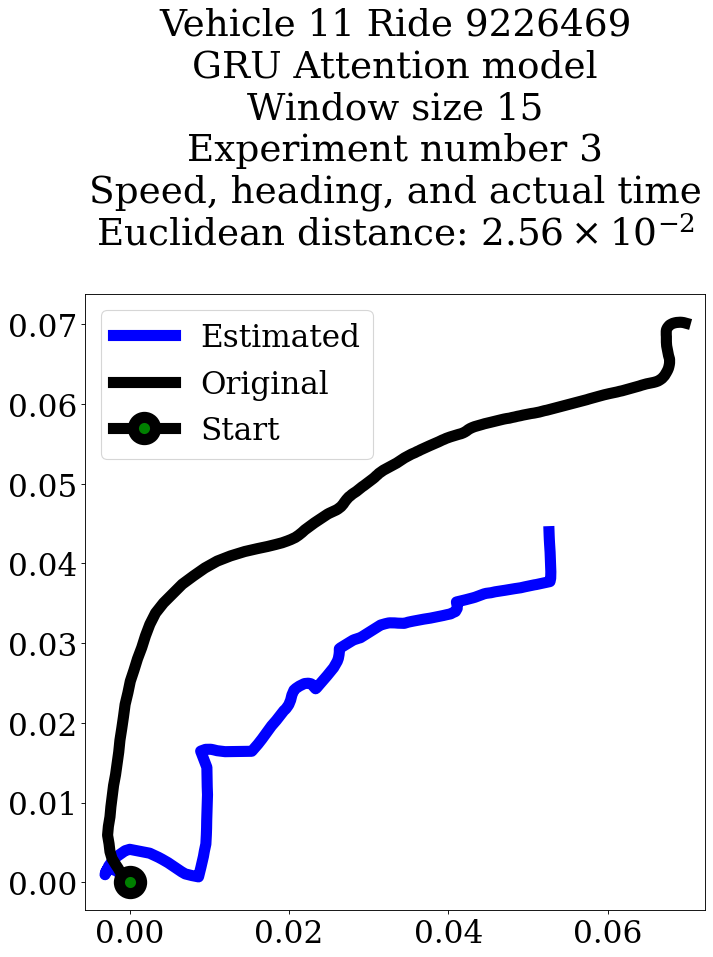 Vehicle 11 Ride 9226469
GRU Attention model
Window size 15
Experiment number 3
Speed, heading, and actual time
Euclidean distance: 2.56 × 10⁻²
Estimated
Original
Start
0.07
0.06
0.05
0.04
0.03
0.02
0.01
0.00
0.00 0.02 0.04 0.06